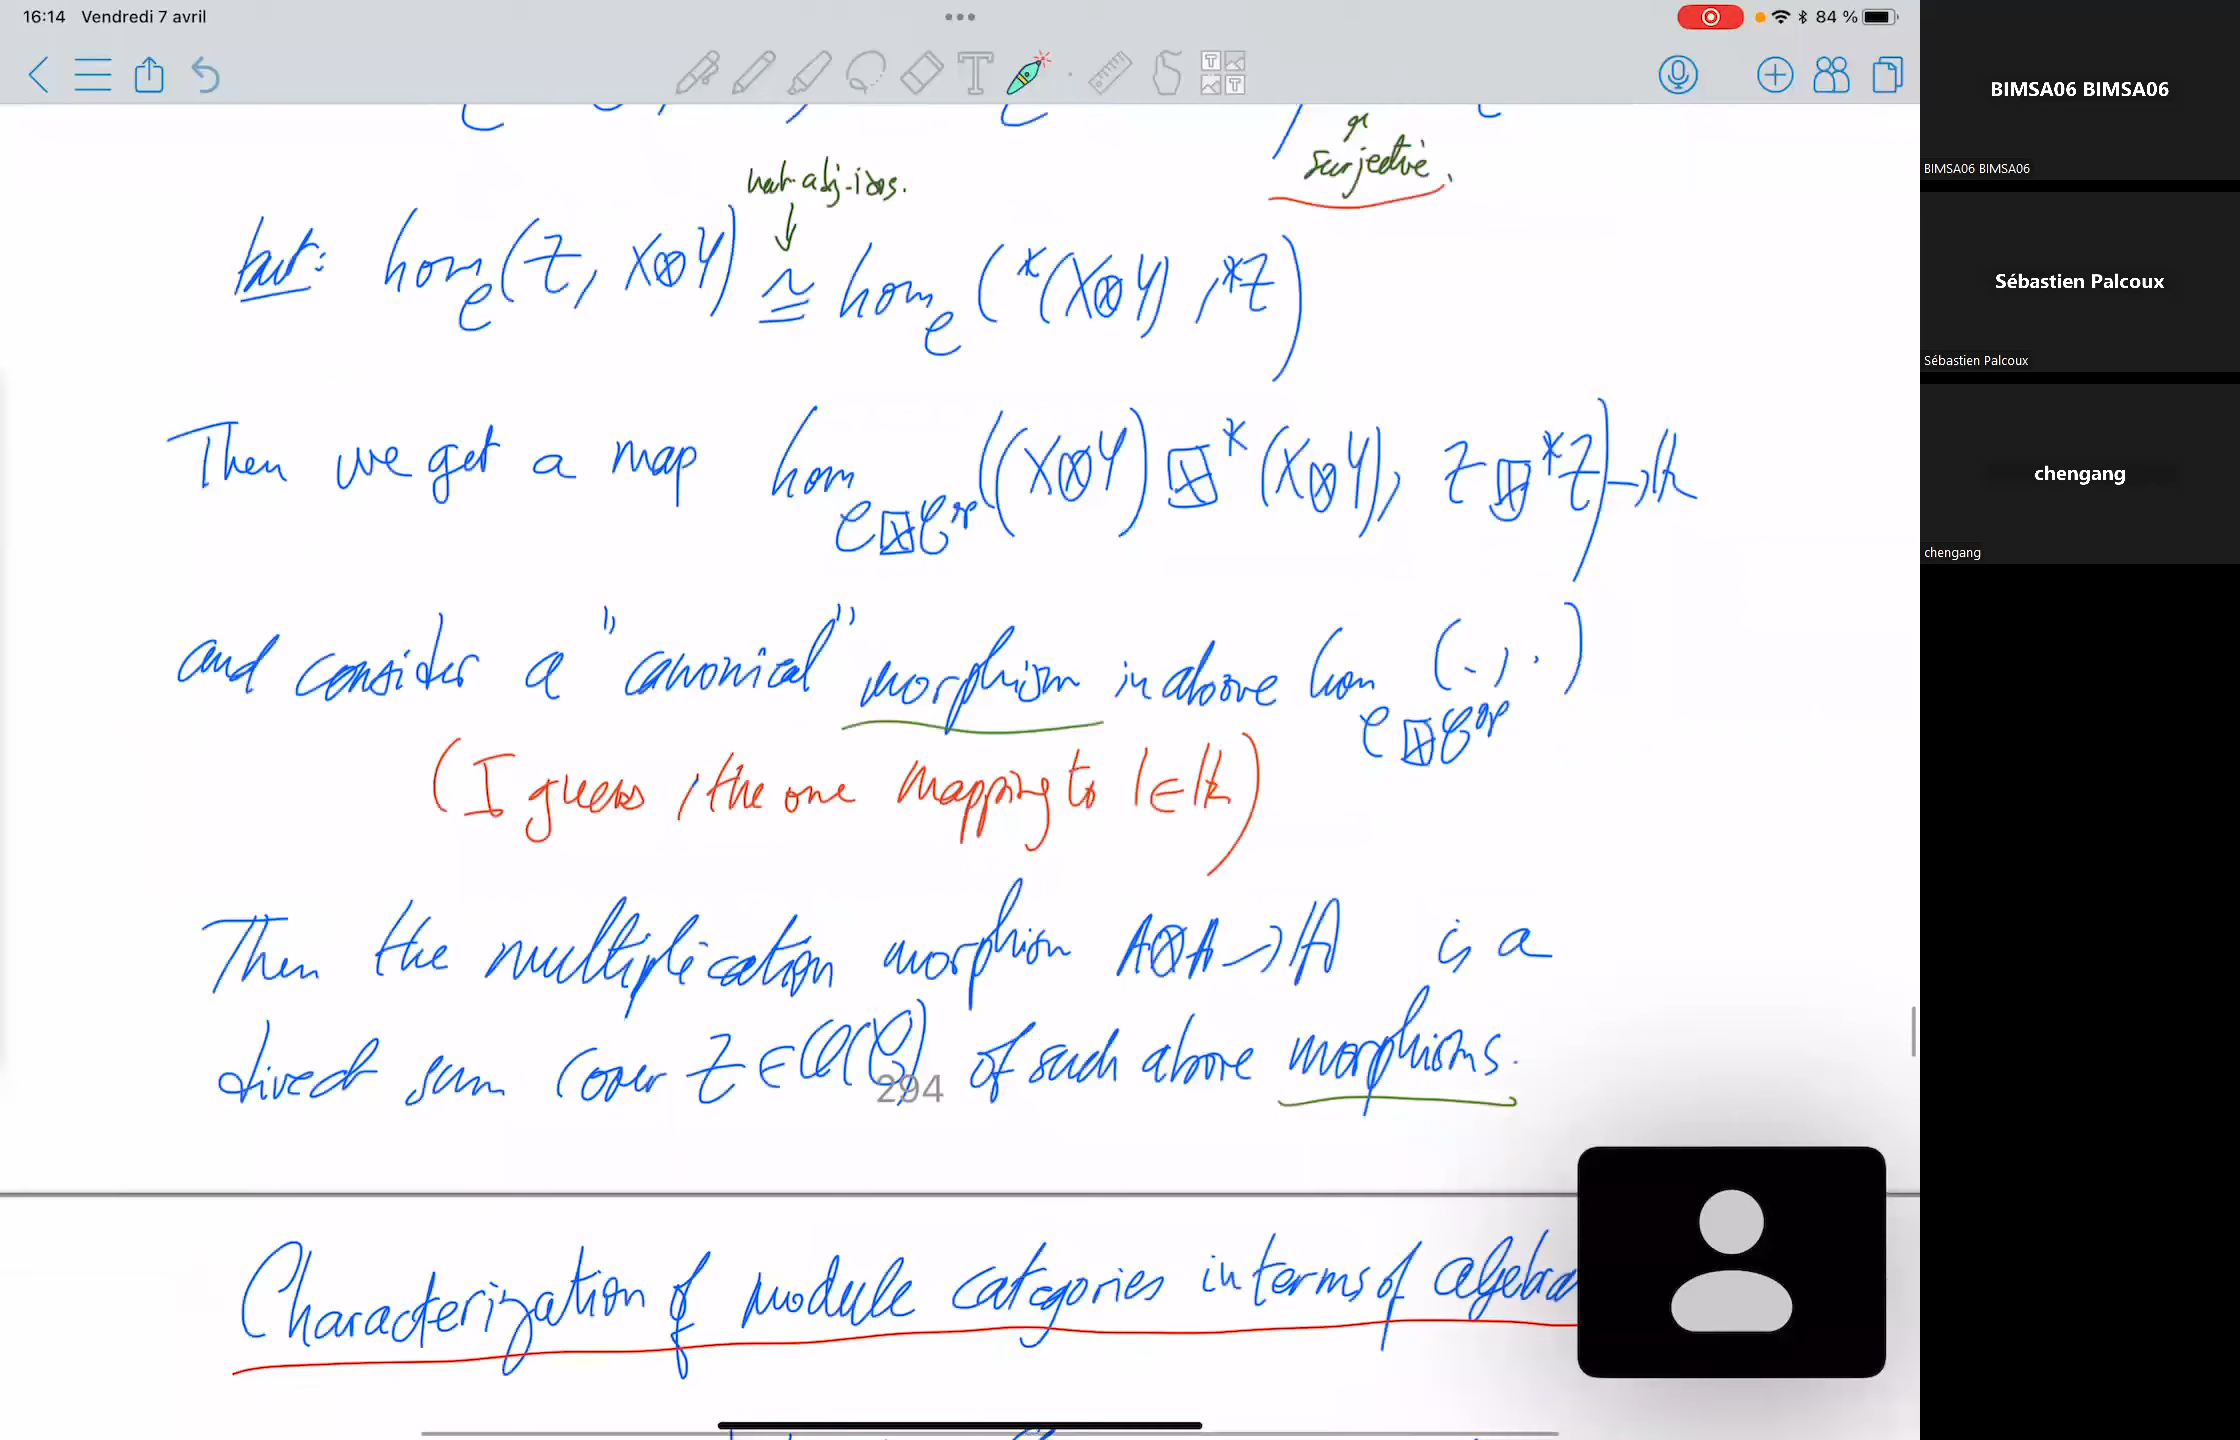 16:14 Vendredi 7 avril
84 %
surjective.
nat. adj-isos.
but: hom_e(Z, X⊗Y) ≅ hom_e(*(X⊗Y), *Z)
Then we get a map hom_{C⊠C^op}((X⊗Y)⊠*(X⊗Y), Z⊠*Z) → k
and consider a "canonical" morphism in above hom_{C⊠C^op}(., .)
(I guess, the one mapping to 1∈k)
Then the multiplication morphism A⊗A → A is a
direct sum (over Z∈O(C)) of such above morphisms.
294
Characterization of module categories in terms of algebra
BIMSA06 BIMSA06
BIMSA06 BIMSA06
Sébastien Palcoux
Sébastien Palcoux
chengang
chengang